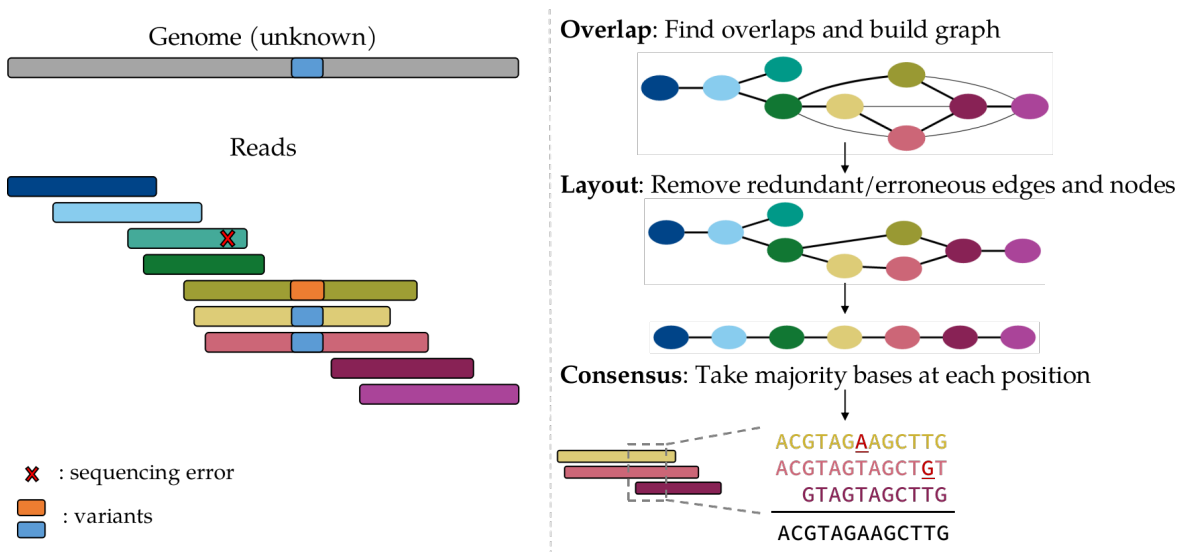 Genome (unknown)
Reads
: sequencing error
: variants
Overlap: Find overlaps and build graph
Layout: Remove redundant/erroneous edges and nodes
Consensus: Take majority bases at each position
ACGTAGAAGCTTG
ACGTAGTAGCTGT
GTAGTAGCTTG
ACGTAGAAGCTTG